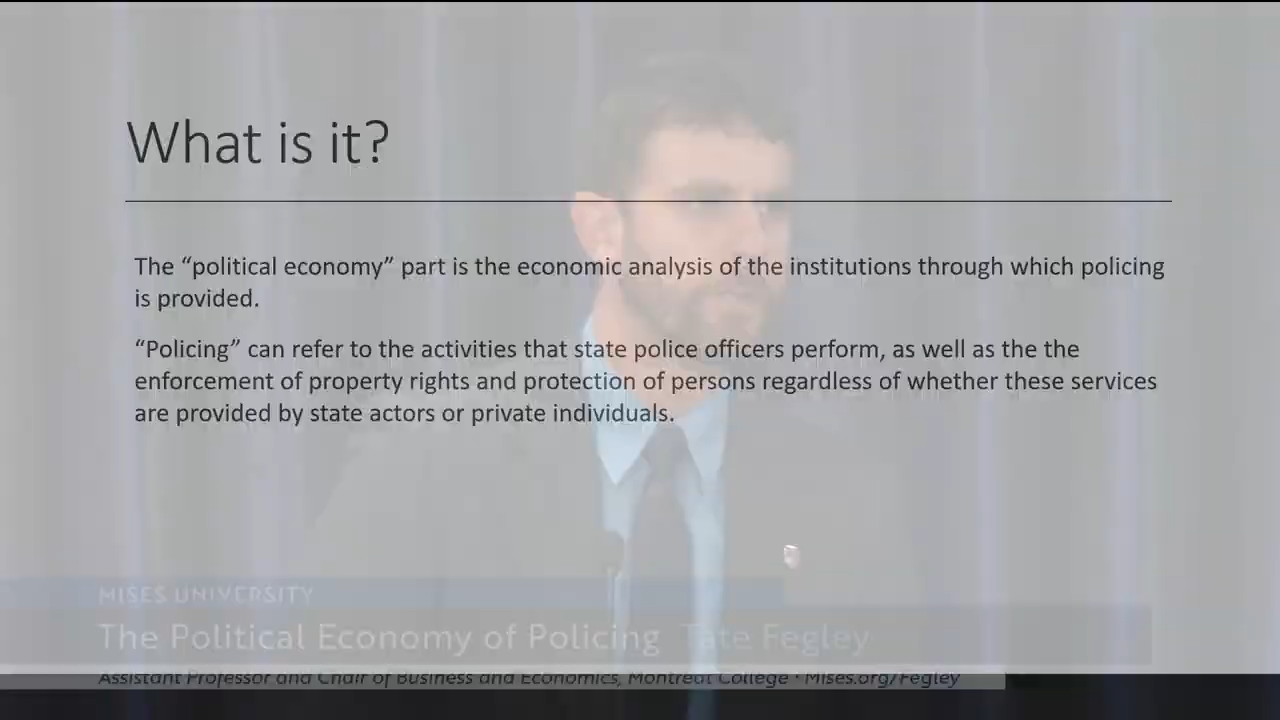 What is it?
The “political economy” part is the economic analysis of the institutions through which policing
is provided.
“Policing” can refer to the activities that state police officers perform, as well as the the
enforcement of property rights and protection of persons regardless of whether these services
are provided by state actors or private individuals.
MISES UNIVERSITY
The Political Economy of Policing Tate Fegley
Assistant Professor and Chair of Business and Economics, Montreat College · Mises.org/Fegley